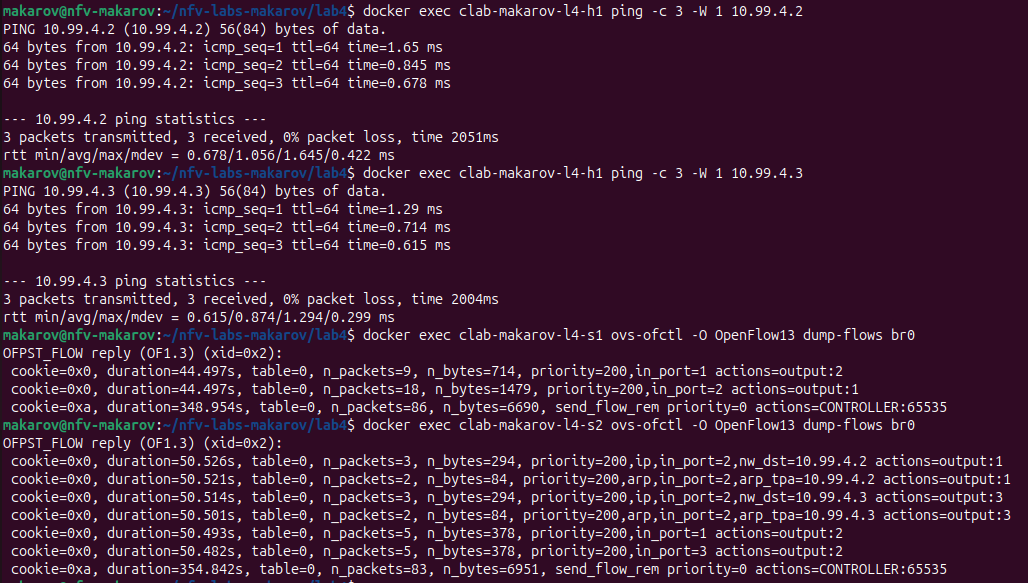 makarov@nfv-makarov:~/nfv-labs-makarov/lab4$ docker exec clab-makarov-l4-h1 ping -c 3 -W 1 10.99.4.2
PING 10.99.4.2 (10.99.4.2) 56(84) bytes of data.
64 bytes from 10.99.4.2: icmp_seq=1 ttl=64 time=1.65 ms
64 bytes from 10.99.4.2: icmp_seq=2 ttl=64 time=0.845 ms
64 bytes from 10.99.4.2: icmp_seq=3 ttl=64 time=0.678 ms

--- 10.99.4.2 ping statistics ---
3 packets transmitted, 3 received, 0% packet loss, time 2051ms
rtt min/avg/max/mdev = 0.678/1.056/1.645/0.422 ms
makarov@nfv-makarov:~/nfv-labs-makarov/lab4$ docker exec clab-makarov-l4-h1 ping -c 3 -W 1 10.99.4.3
PING 10.99.4.3 (10.99.4.3) 56(84) bytes of data.
64 bytes from 10.99.4.3: icmp_seq=1 ttl=64 time=1.29 ms
64 bytes from 10.99.4.3: icmp_seq=2 ttl=64 time=0.714 ms
64 bytes from 10.99.4.3: icmp_seq=3 ttl=64 time=0.615 ms

--- 10.99.4.3 ping statistics ---
3 packets transmitted, 3 received, 0% packet loss, time 2004ms
rtt min/avg/max/mdev = 0.615/0.874/1.294/0.299 ms
makarov@nfv-makarov:~/nfv-labs-makarov/lab4$ docker exec clab-makarov-l4-s1 ovs-ofctl -O OpenFlow13 dump-flows br0
OFPST_FLOW reply (OF1.3) (xid=0x2):
 cookie=0x0, duration=44.497s, table=0, n_packets=9, n_bytes=714, priority=200,in_port=1 actions=output:2
 cookie=0x0, duration=44.497s, table=0, n_packets=18, n_bytes=1479, priority=200,in_port=2 actions=output:1
 cookie=0xa, duration=348.954s, table=0, n_packets=86, n_bytes=6690, send_flow_rem priority=0 actions=CONTROLLER:65535
makarov@nfv-makarov:~/nfv-labs-makarov/lab4$ docker exec clab-makarov-l4-s2 ovs-ofctl -O OpenFlow13 dump-flows br0
OFPST_FLOW reply (OF1.3) (xid=0x2):
 cookie=0x0, duration=50.526s, table=0, n_packets=3, n_bytes=294, priority=200,ip,in_port=2,nw_dst=10.99.4.2 actions=output:1
 cookie=0x0, duration=50.521s, table=0, n_packets=2, n_bytes=84, priority=200,arp,in_port=2,arp_tpa=10.99.4.2 actions=output:1
 cookie=0x0, duration=50.514s, table=0, n_packets=3, n_bytes=294, priority=200,ip,in_port=2,nw_dst=10.99.4.3 actions=output:3
 cookie=0x0, duration=50.501s, table=0, n_packets=2, n_bytes=84, priority=200,arp,in_port=2,arp_tpa=10.99.4.3 actions=output:3
 cookie=0x0, duration=50.493s, table=0, n_packets=5, n_bytes=378, priority=200,in_port=1 actions=output:2
 cookie=0x0, duration=50.482s, table=0, n_packets=5, n_bytes=378, priority=200,in_port=3 actions=output:2
 cookie=0xa, duration=354.842s, table=0, n_packets=83, n_bytes=6951, send_flow_rem priority=0 actions=CONTROLLER:65535